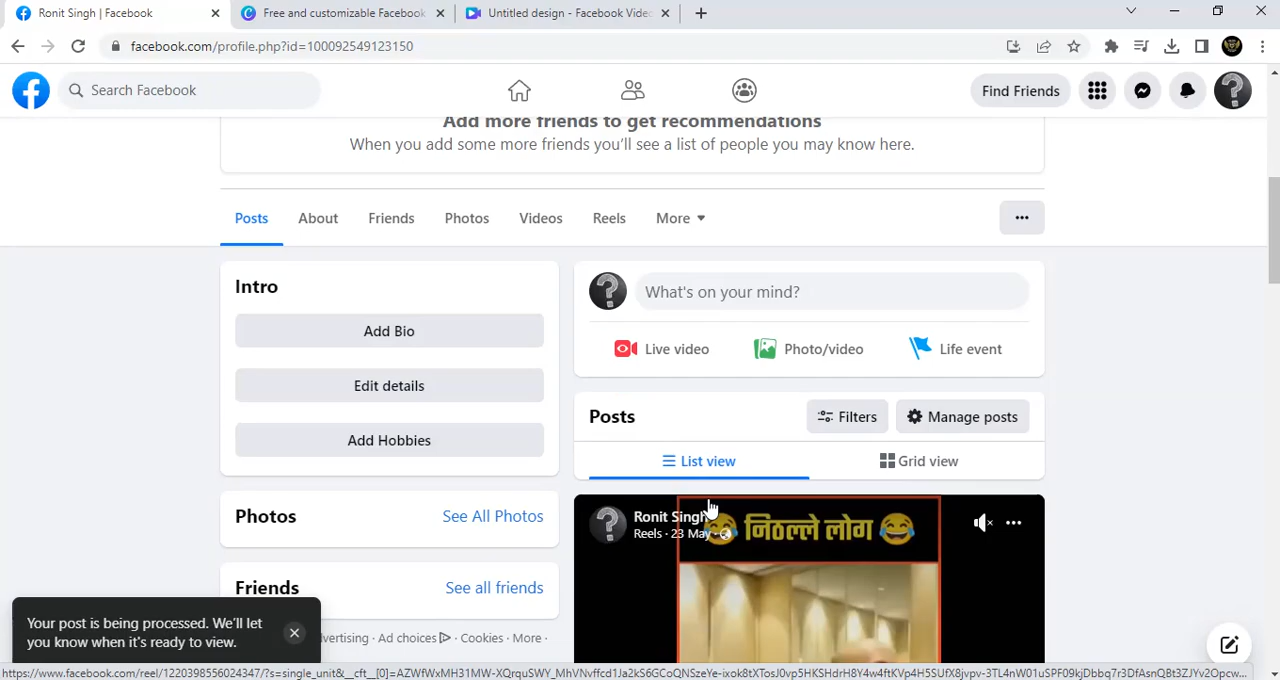 Ronit Singh | Facebook
Free and customizable Facebook
Untitled design - Facebook Vide
facebook.com/profile.php?id=100092549123150
Search Facebook
Find Friends
Add more friends to get recommendations
When you add some more friends you'll see a list of people you may know here.
Posts About Friends Photos Videos Reels More
Intro
Add Bio
Edit details
Add Hobbies
What's on your mind?
Live video Photo/video Life event
Posts Filters Manage posts
List view Grid view
Photos See All Photos
Friends See all friends
Ronit Singh
Reels · 23 May ·
😂 निठल्ले लोग 😂
Your post is being processed. We'll let
you know when it's ready to view.
vertising · Ad choices · Cookies · More ·